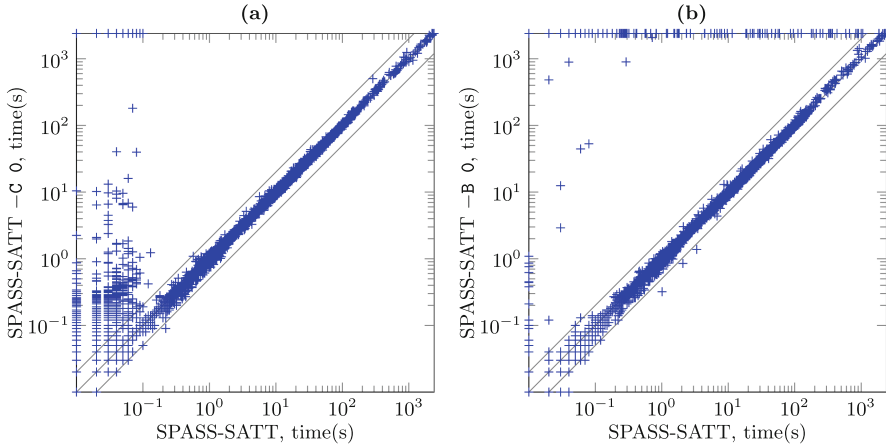 (a)
SPASS-SATT −C 0, time(s)
10³
10²
10¹
10⁰
10⁻¹
10⁻¹ 10⁰ 10¹ 10² 10³
SPASS-SATT, time(s)
(b)
SPASS-SATT −B 0, time(s)
10³
10²
10¹
10⁰
10⁻¹
10⁻¹ 10⁰ 10¹ 10² 10³
SPASS-SATT, time(s)